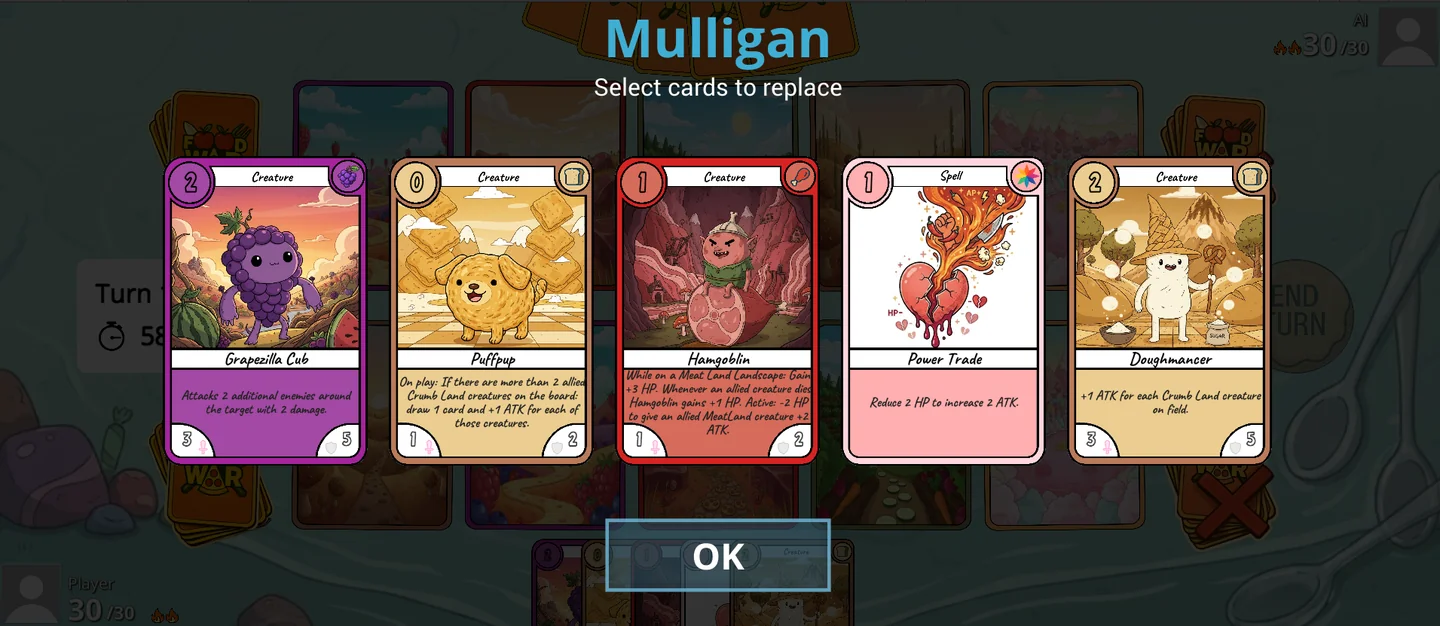 Mulligan
Select cards to replace
AI
30/30
Turn
58
END
TURN
2
Creature
Grapezilla Cub
Attacks 2 additional enemies around
the target with 2 damage.
3
5
0
Creature
Puffpup
On play: If there are more than 2 allied
Crumb Land creatures on the board:
draw 1 card and +1 ATK for each of
those creatures.
1
2
1
Creature
Hamgoblin
While on a Meat Land Landscape: Gain
+3 HP. Whenever an allied creature dies
Hamgoblin gains +1 HP. Active: -2 HP
to give an allied MeatLand creature +2
ATK.
1
2
1
Spell
AP+
HP-
Power Trade
Reduce 2 HP to increase 2 ATK.
2
Creature
SUGAR
Doughmancer
+1 ATK for each Crumb Land creature
on field.
3
5
OK
Creature
Player
30/30